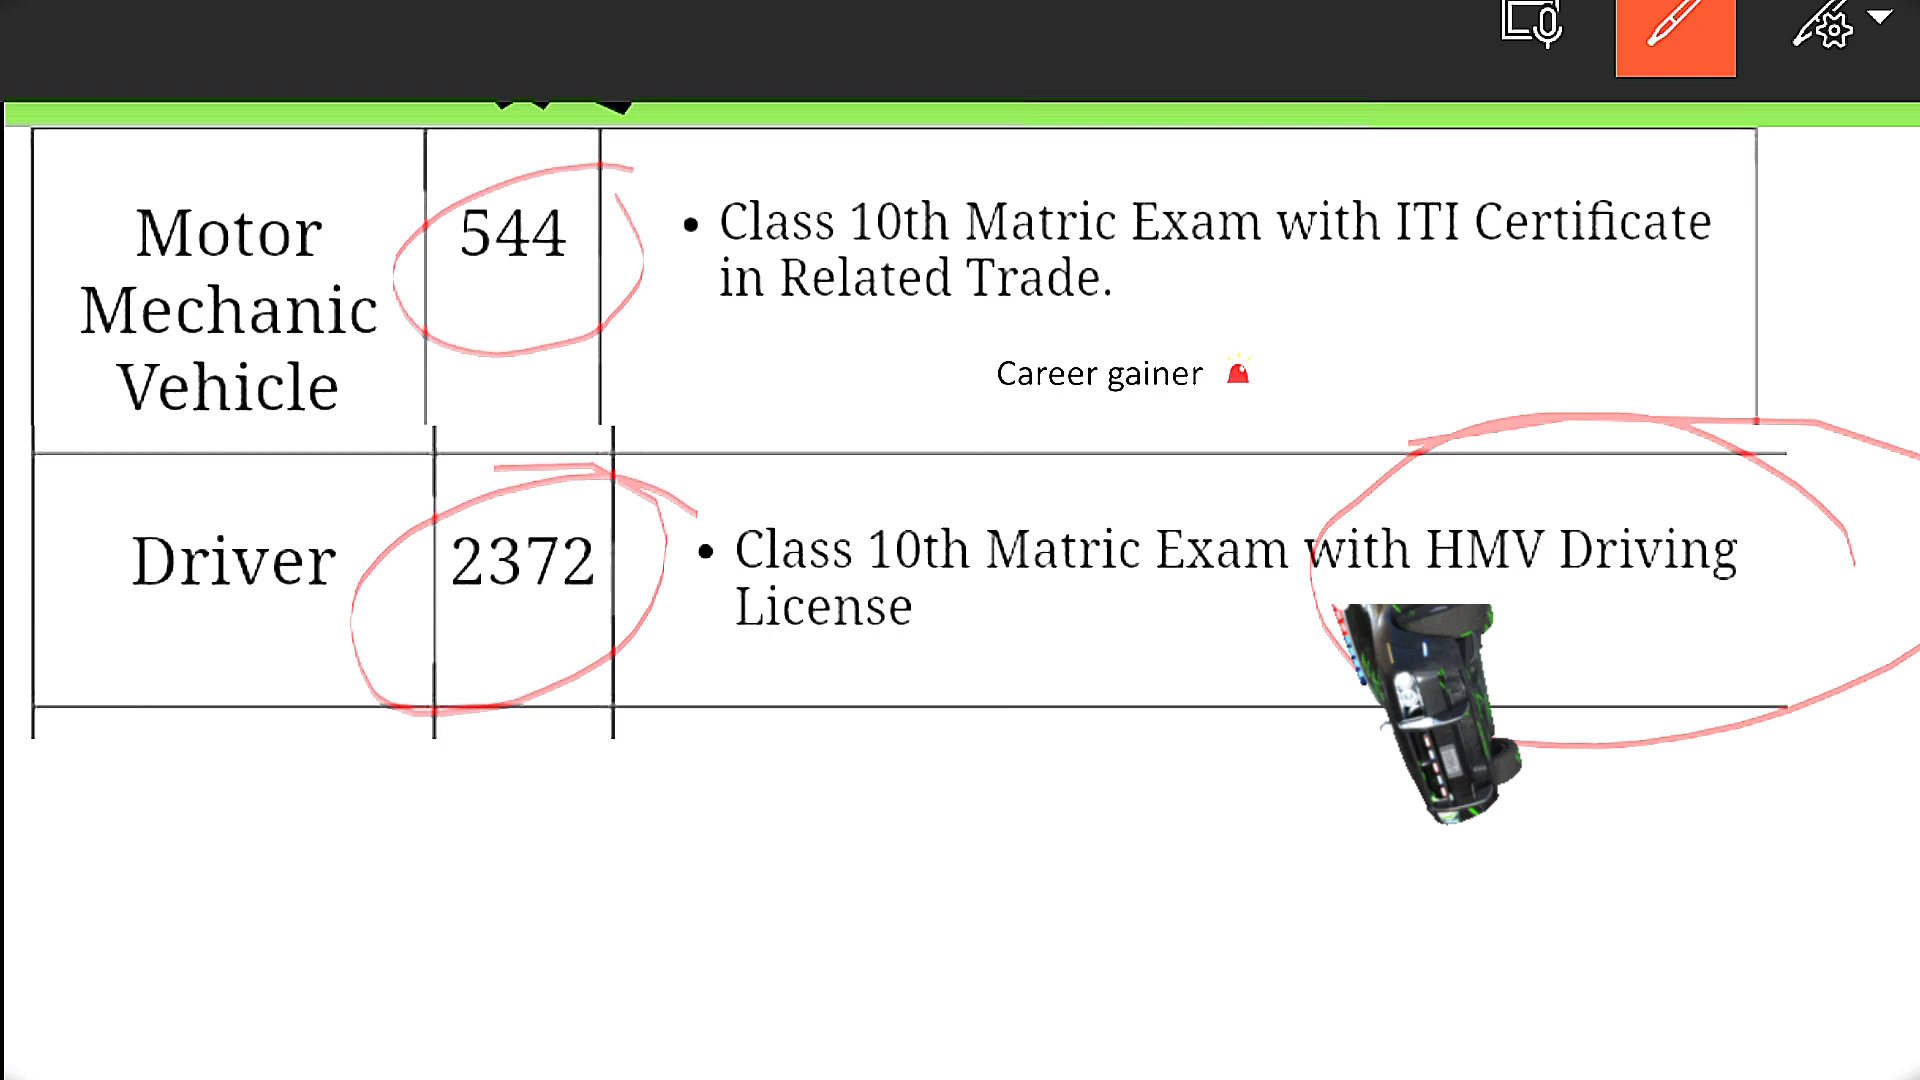 Motor
Mechanic
Vehicle
544
• Class 10th Matric Exam with ITI Certificate
in Related Trade.
Career gainer
Driver
2372
• Class 10th Matric Exam with HMV Driving
License